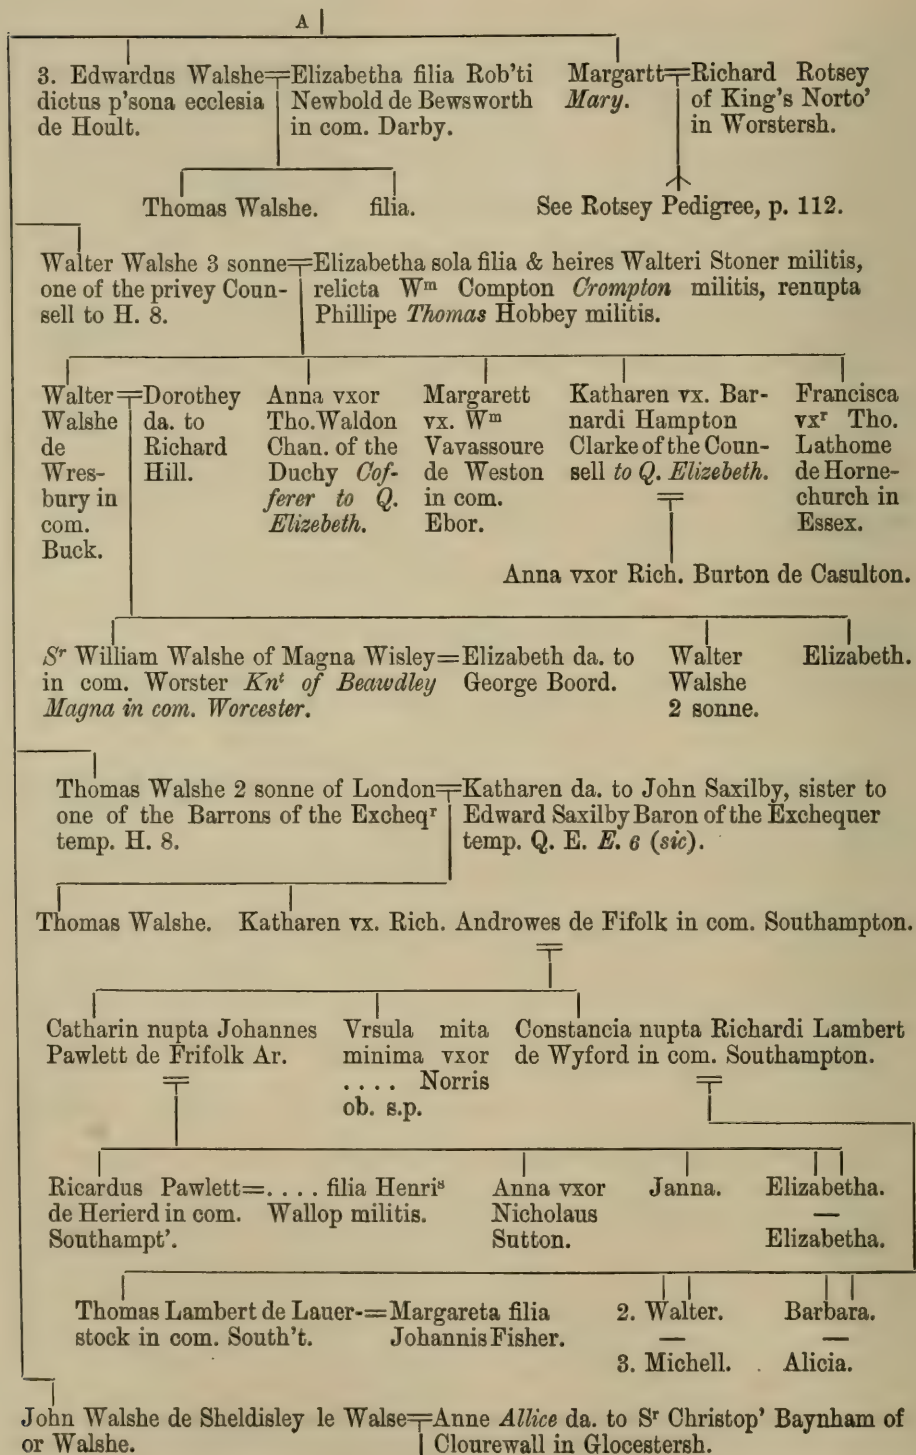 A
3. Edwardus Walshe=Elizabetha filia Rob'ti
dictus p'sona ecclesia
de Hoult.
Newbold de Bewsworth
in com. Darby.
Margartt=Richard Rotsey
Mary.
of King's Norto'
in Worstersh.
Thomas Walshe. filia.
See Rotsey Pedigree, p. 112.
Walter Walshe 3 sonne=Elizabetha sola filia & heires Walteri Stoner militis,
one of the privey Coun-
sell to H. 8.
relicta Wᵐ Compton Crompton militis, renupta
Phillipe Thomas Hobbey militis.
Walter=Dorothey
Walshe
de
Wres-
bury in
com.
Buck.
da. to
Richard
Hill.
Anna vxor
Tho. Waldon
Chan. of the
Duchy Cof-
ferer to Q.
Elizebeth.
Margarett
vx. Wᵐ
Vavassoure
de Weston
in com.
Ebor.
Katharen vx. Bar-
nardi Hampton
Clarke of the Coun-
sell to Q. Elizebeth.
Francisca
vxʳ Tho.
Lathome
de Horne-
church in
Essex.
Anna vxor Rich. Burton de Casulton.
Sʳ William Walshe of Magna Wisley=Elizabeth da. to
in com. Worster Knᵗ of Beawdley
Magna in com. Worcester.
George Boord.
Walter
Walshe
2 sonne.
Elizabeth.
Thomas Walshe 2 sonne of London=Katharen da. to John Saxilby, sister to
one of the Barrons of the Excheqʳ
temp. H. 8.
Edward Saxilby Baron of the Exchequer
temp. Q. E. E. 6 (sic).
Thomas Walshe. Katharen vx. Rich. Androwes de Fifolk in com. Southampton.
Catharin nupta Johannes
Pawlett de Frifolk Ar.
Vrsula mita
minima vxor
.... Norris
ob. s.p.
Constancia nupta Richardi Lambert
de Wyford in com. Southampton.
Ricardus Pawlett=.... filia Henriˢ
de Herierd in com.
Southampt'.
Wallop militis.
Anna vxor
Nicholaus
Sutton.
Janna.
Elizabetha.
—
Elizabetha.
Thomas Lambert de Lauer-=Margareta filia
stock in com. South't.
Johannis Fisher.
2. Walter.
—
3. Michell.
Barbara.
—
Alicia.
John Walshe de Sheldisley le Walse=Anne Allice da. to Sʳ Christop' Baynham of
or Walshe.
Clourewall in Glocestersh.